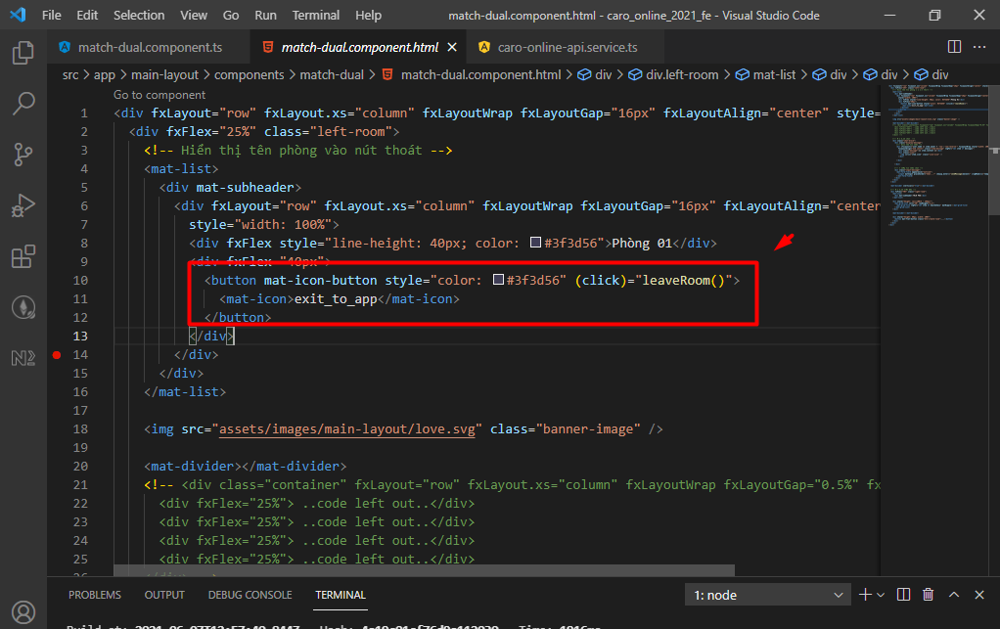 File Edit Selection View Go Run Terminal Help match-dual.component.html - caro_online_2021_fe - Visual Studio Code
match-dual.component.ts match-dual.component.html caro-online-api.service.ts
src > app > main-layout > components > match-dual > match-dual.component.html > div > div.left-room > mat-list > div > div > div
Go to component
1 <div fxLayout="row" fxLayout.xs="column" fxLayoutWrap fxLayoutGap="16px" fxLayoutAlign="center" style=
2 <div fxFlex="25%" class="left-room">
3 <!-- Hiển thị tên phòng vào nút thoát -->
4 <mat-list>
5 <div mat-subheader>
6 <div fxLayout="row" fxLayout.xs="column" fxLayoutWrap fxLayoutGap="16px" fxLayoutAlign="center
7 style="width: 100%">
8 <div fxFlex style="line-height: 40px; color: #3f3d56">Phòng 01</div>
9 <div fxFlex="40px">
10 <button mat-icon-button style="color: #3f3d56" (click)="leaveRoom()">
11 <mat-icon>exit_to_app</mat-icon>
12 </button>
13 </div>
14 </div>
15 </div>
16 </mat-list>
17
18 <img src="assets/images/main-layout/love.svg" class="banner-image" />
19
20 <mat-divider></mat-divider>
21 <!-- <div class="container" fxLayout="row" fxLayout.xs="column" fxLayoutWrap fxLayoutGap="0.5%" fx
22 <div fxFlex="25%"> ..code left out..</div>
23 <div fxFlex="25%"> ..code left out..</div>
24 <div fxFlex="25%"> ..code left out..</div>
25 <div fxFlex="25%"> ..code left out..</div>
PROBLEMS OUTPUT DEBUG CONSOLE TERMINAL 1: node